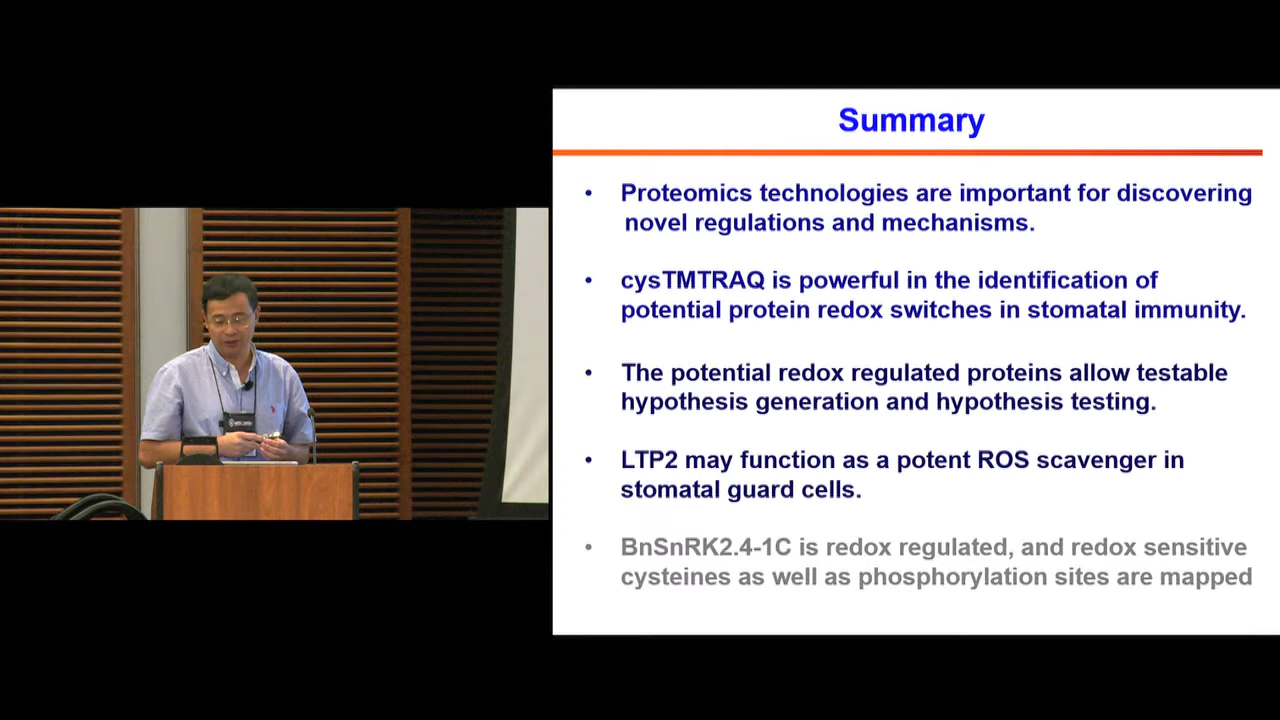 Summary
• Proteomics technologies are important for discovering
novel regulations and mechanisms.
• cysTMTRAQ is powerful in the identification of
potential protein redox switches in stomatal immunity.
• The potential redox regulated proteins allow testable
hypothesis generation and hypothesis testing.
• LTP2 may function as a potent ROS scavenger in
stomatal guard cells.
• BnSnRK2.4-1C is redox regulated, and redox sensitive
cysteines as well as phosphorylation sites are mapped